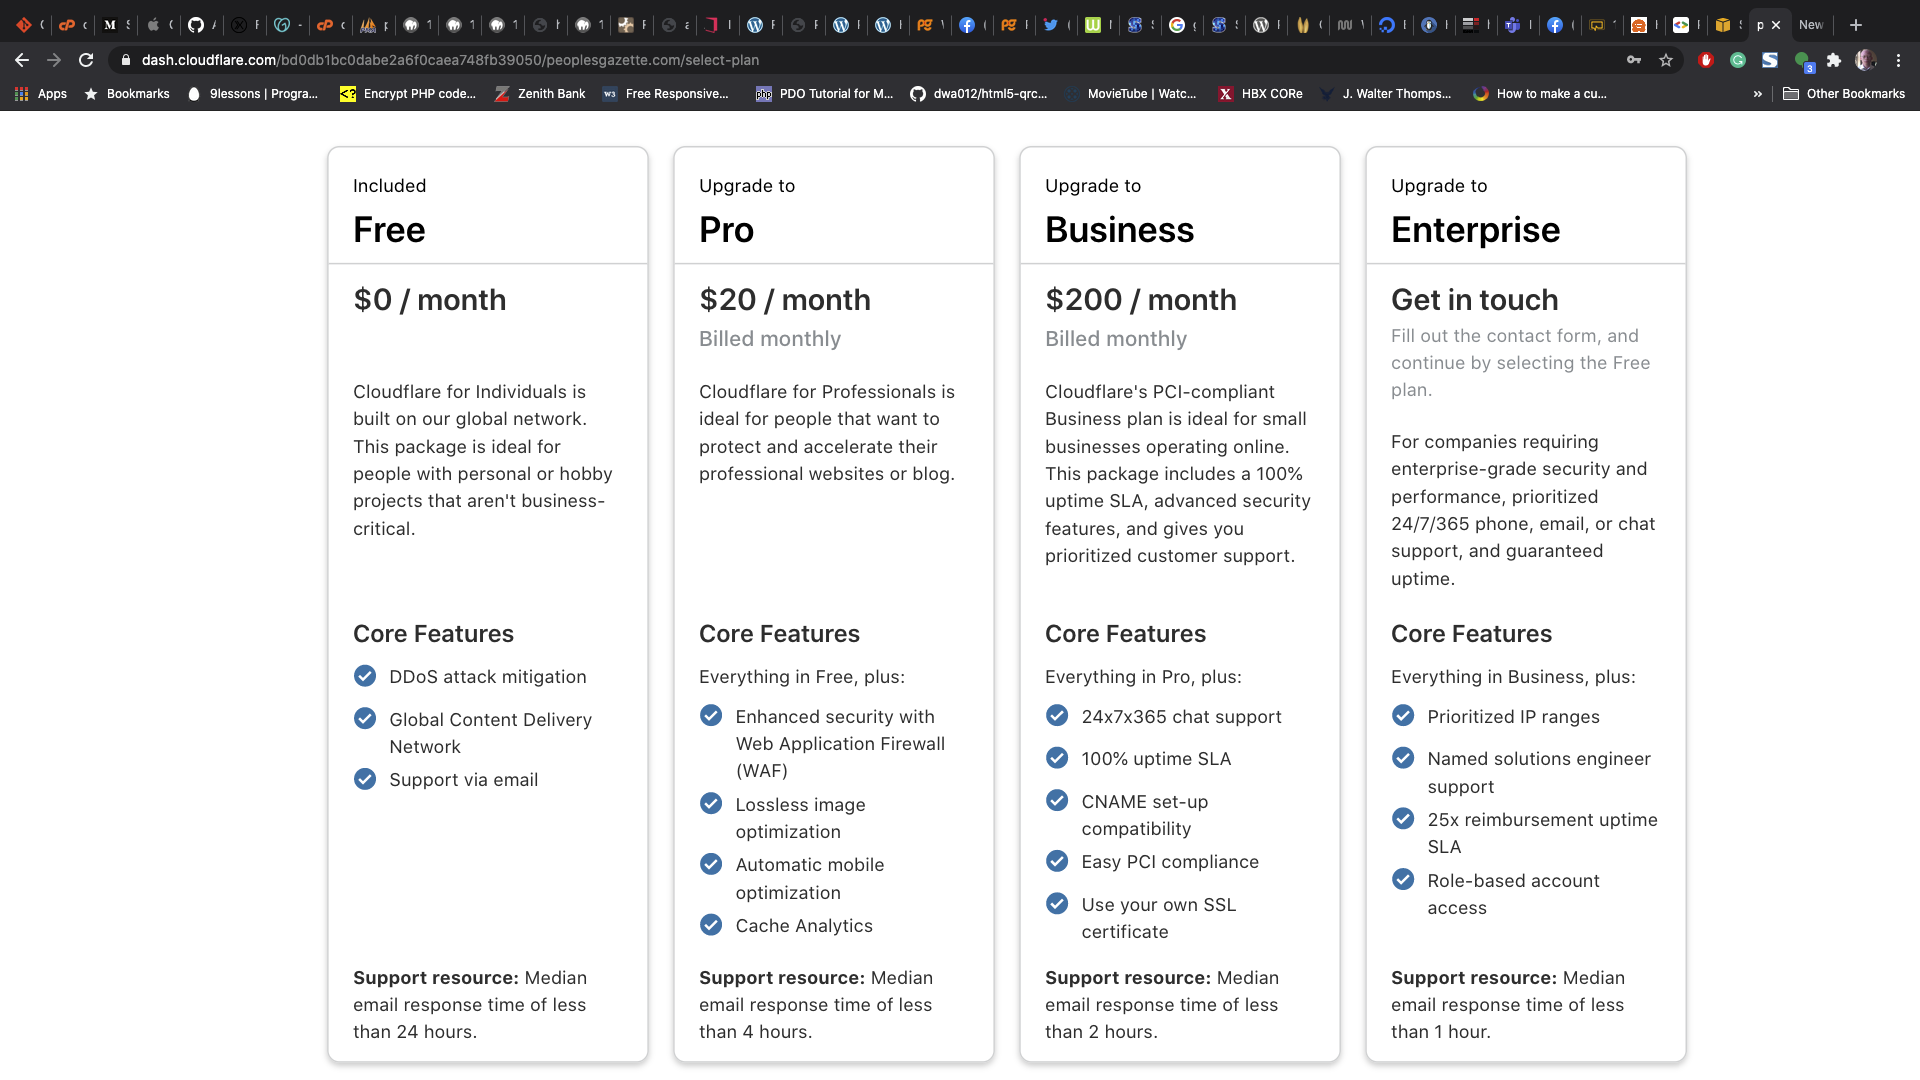 New
dash.cloudflare.com/bd0db1bc0dabe2a6f0caea748fb39050/peoplesgazette.com/select-plan
3
Apps
Bookmarks
9lessons | Progra...
Encrypt PHP code...
Zenith Bank
Free Responsive...
PDO Tutorial for M...
dwa012/html5-qrc...
MovieTube | Watc...
HBX CORe
J. Walter Thomps...
How to make a cu...
»
Other Bookmarks
Included
Free
$0 / month
Cloudflare for Individuals is
built on our global network.
This package is ideal for
people with personal or hobby
projects that aren't business-
critical.
Core Features
DDoS attack mitigation
Global Content Delivery
Network
Support via email
Support resource: Median
email response time of less
than 24 hours.
Upgrade to
Pro
$20 / month
Billed monthly
Cloudflare for Professionals is
ideal for people that want to
protect and accelerate their
professional websites or blog.
Core Features
Everything in Free, plus:
Enhanced security with
Web Application Firewall
(WAF)
Lossless image
optimization
Automatic mobile
optimization
Cache Analytics
Support resource: Median
email response time of less
than 4 hours.
Upgrade to
Business
$200 / month
Billed monthly
Cloudflare's PCI-compliant
Business plan is ideal for small
businesses operating online.
This package includes a 100%
uptime SLA, advanced security
features, and gives you
prioritized customer support.
Core Features
Everything in Pro, plus:
24x7x365 chat support
100% uptime SLA
CNAME set-up
compatibility
Easy PCI compliance
Use your own SSL
certificate
Support resource: Median
email response time of less
than 2 hours.
Upgrade to
Enterprise
Get in touch
Fill out the contact form, and
continue by selecting the Free
plan.
For companies requiring
enterprise-grade security and
performance, prioritized
24/7/365 phone, email, or chat
support, and guaranteed
uptime.
Core Features
Everything in Business, plus:
Prioritized IP ranges
Named solutions engineer
support
25x reimbursement uptime
SLA
Role-based account
access
Support resource: Median
email response time of less
than 1 hour.